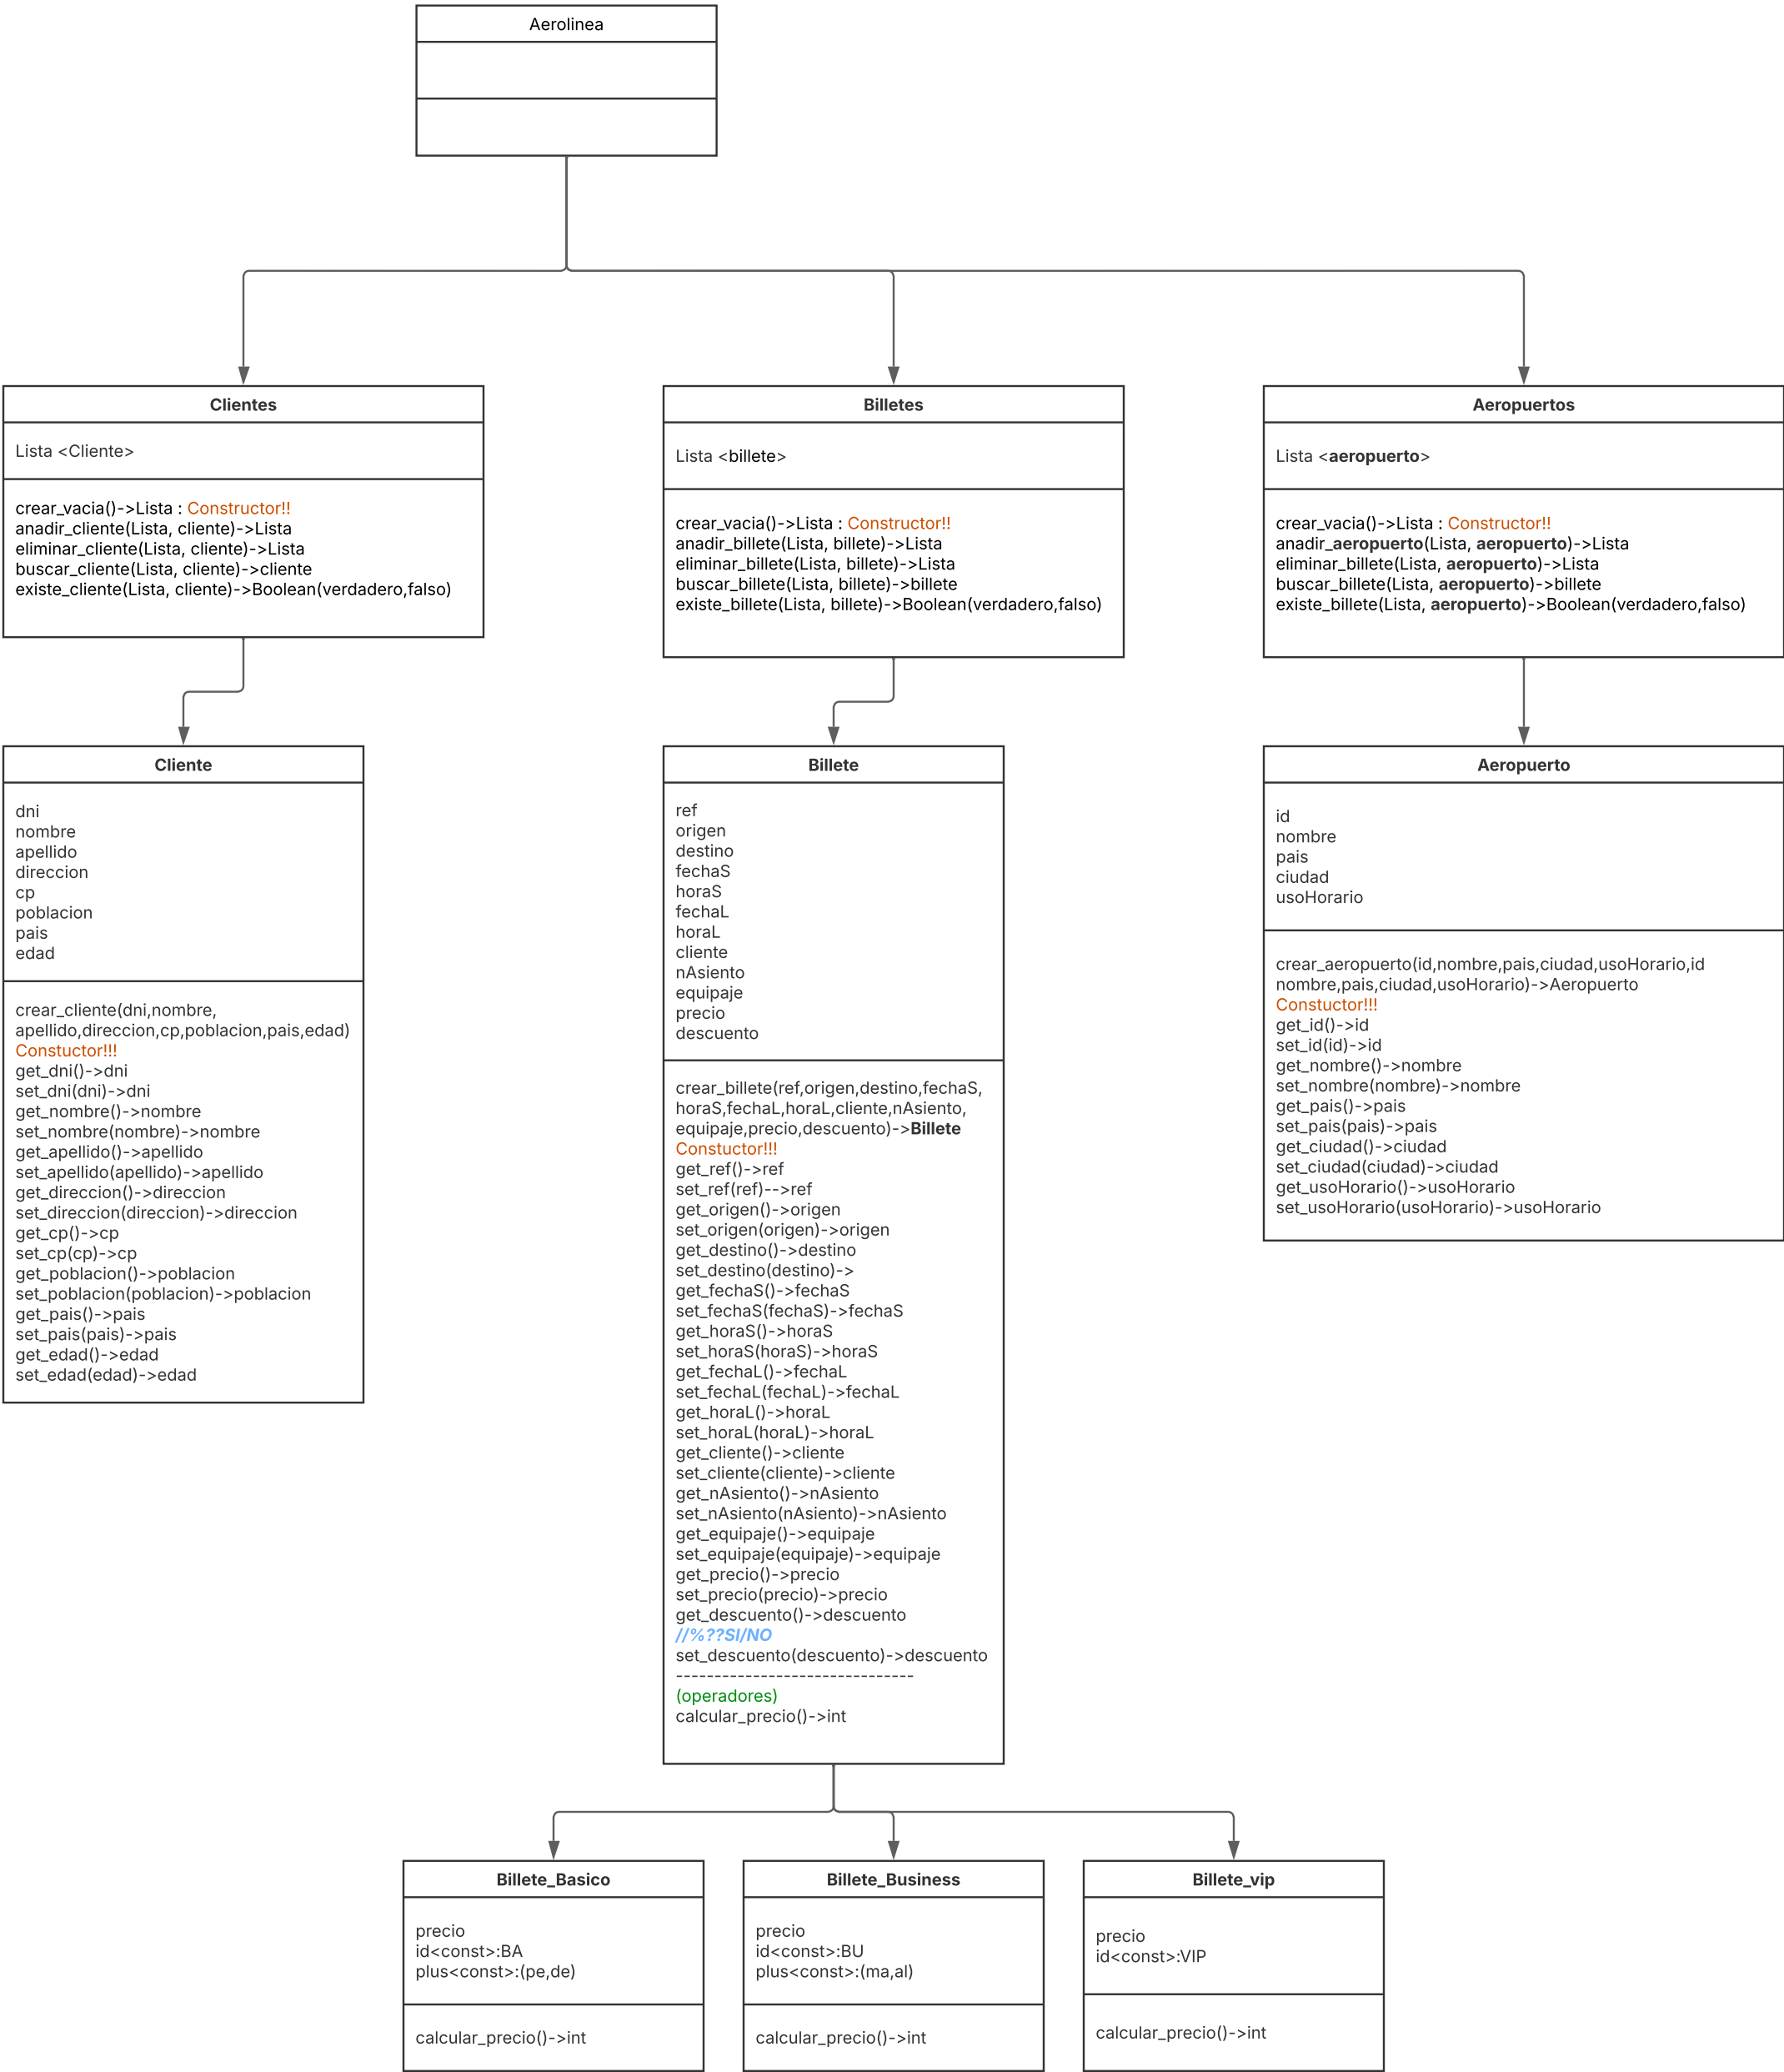 Aerolinea
Clientes
Lista <Cliente>
crear_vacia()->Lista : Constructor!!
anadir_cliente(Lista, cliente)->Lista
eliminar_cliente(Lista, cliente)->Lista
buscar_cliente(Lista, cliente)->cliente
existe_cliente(Lista, cliente)->Boolean(verdadero,falso)
Billetes
Lista <billete>
crear_vacia()->Lista : Constructor!!
anadir_billete(Lista, billete)->Lista
eliminar_billete(Lista, billete)->Lista
buscar_billete(Lista, billete)->billete
existe_billete(Lista, billete)->Boolean(verdadero,falso)
Aeropuertos
Lista <aeropuerto>
crear_vacia()->Lista : Constructor!!
anadir_aeropuerto(Lista, aeropuerto)->Lista
eliminar_billete(Lista, aeropuerto)->Lista
buscar_billete(Lista, aeropuerto)->billete
existe_billete(Lista, aeropuerto)->Boolean(verdadero,falso)
Cliente
dni
nombre
apellido
direccion
cp
poblacion
pais
edad
crear_cliente(dni,nombre,
apellido,direccion,cp,poblacion,pais,edad)
Constuctor!!!
get_dni()->dni
set_dni(dni)->dni
get_nombre()->nombre
set_nombre(nombre)->nombre
get_apellido()->apellido
set_apellido(apellido)->apellido
get_direccion()->direccion
set_direccion(direccion)->direccion
get_cp()->cp
set_cp(cp)->cp
get_poblacion()->poblacion
set_poblacion(poblacion)->poblacion
get_pais()->pais
set_pais(pais)->pais
get_edad()->edad
set_edad(edad)->edad
Billete
ref
origen
destino
fechaS
horaS
fechaL
horaL
cliente
nAsiento
equipaje
precio
descuento
crear_billete(ref,origen,destino,fechaS,
horaS,fechaL,horaL,cliente,nAsiento,
equipaje,precio,descuento)->Billete
Constuctor!!!
get_ref()->ref
set_ref(ref)-->ref
get_origen()->origen
set_origen(origen)->origen
get_destino()->destino
set_destino(destino)->
get_fechaS()->fechaS
set_fechaS(fechaS)->fechaS
get_horaS()->horaS
set_horaS(horaS)->horaS
get_fechaL()->fechaL
set_fechaL(fechaL)->fechaL
get_horaL()->horaL
set_horaL(horaL)->horaL
get_cliente()->cliente
set_cliente(cliente)->cliente
get_nAsiento()->nAsiento
set_nAsiento(nAsiento)->nAsiento
get_equipaje()->equipaje
set_equipaje(equipaje)->equipaje
get_precio()->precio
set_precio(precio)->precio
get_descuento()->descuento
//%??SI/NO
set_descuento(descuento)->descuento
-------------------------------
(operadores)
calcular_precio()->int
Aeropuerto
id
nombre
pais
ciudad
usoHorario
crear_aeropuerto(id,nombre,pais,ciudad,usoHorario,id
nombre,pais,ciudad,usoHorario)->Aeropuerto
Constuctor!!!
get_id()->id
set_id(id)->id
get_nombre()->nombre
set_nombre(nombre)->nombre
get_pais()->pais
set_pais(pais)->pais
get_ciudad()->ciudad
set_ciudad(ciudad)->ciudad
get_usoHorario()->usoHorario
set_usoHorario(usoHorario)->usoHorario
Billete_Basico
precio
id<const>:BA
plus<const>:(pe,de)
calcular_precio()->int
Billete_Business
precio
id<const>:BU
plus<const>:(ma,al)
calcular_precio()->int
Billete_vip
precio
id<const>:VIP
calcular_precio()->int